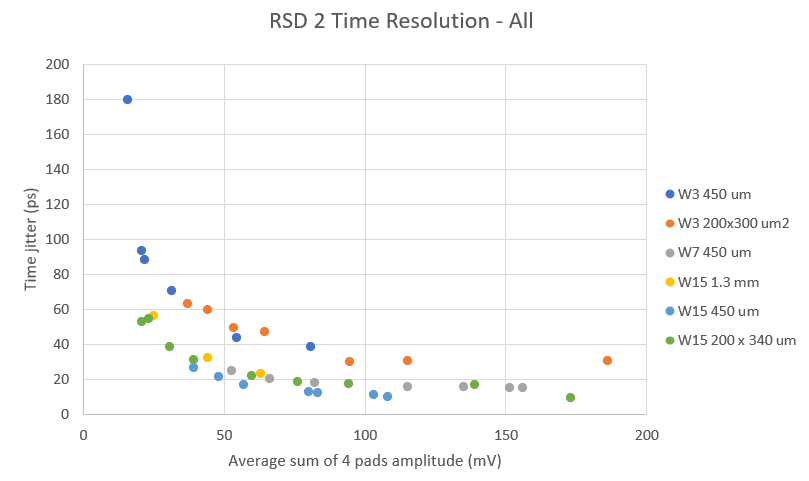 RSD 2 Time Resolution - All
200
180
160
140
120
100
80
60
40
20
0
Time jitter (ps)
0 50 100 150 200
Average sum of 4 pads amplitude (mV)
W3 450 um
W3 200x300 um2
W7 450 um
W15 1.3 mm
W15 450 um
W15 200 x 340 um